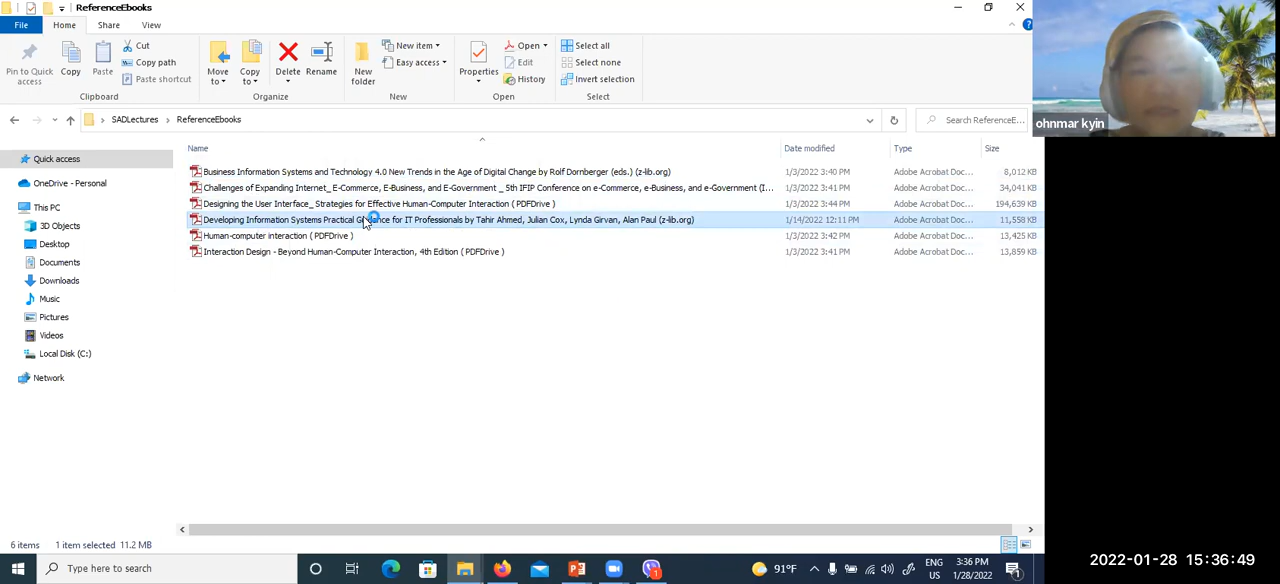 ReferenceEbooks
File Home Share View
Pin to Quick access
Copy
Paste
Cut
Copy path
Paste shortcut
Clipboard
Move to
Copy to
Delete
Rename
Organize
New folder
New item
Easy access
New
Properties
Open
Edit
History
Open
Select all
Select none
Invert selection
Select
SADLectures > ReferenceEbooks
Search ReferenceE...
Name Date modified Type Size
Business Information Systems and Technology 4.0 New Trends in the Age of Digital Change by Rolf Dornberger (eds.) (z-lib.org) 1/3/2022 3:40 PM Adobe Acrobat Doc... 8,012 KB
Challenges of Expanding Internet_ E-Commerce, E-Business, and E-Government _ 5th IFIP Conference on e-Commerce, e-Business, and e-Government (I... 1/3/2022 3:41 PM Adobe Acrobat Doc... 34,041 KB
Designing the User Interface_ Strategies for Effective Human-Computer Interaction ( PDFDrive ) 1/3/2022 3:44 PM Adobe Acrobat Doc... 194,639 KB
Developing Information Systems Practical Guidance for IT Professionals by Tahir Ahmed, Julian Cox, Lynda Girvan, Alan Paul (z-lib.org) 1/14/2022 12:11 PM Adobe Acrobat Doc... 11,558 KB
Human-computer interaction ( PDFDrive ) 1/3/2022 3:42 PM Adobe Acrobat Doc... 13,425 KB
Interaction Design - Beyond Human-Computer Interaction, 4th Edition ( PDFDrive ) 1/3/2022 3:41 PM Adobe Acrobat Doc... 13,859 KB
Quick access
OneDrive - Personal
This PC
3D Objects
Desktop
Documents
Downloads
Music
Pictures
Videos
Local Disk (C:)
Network
6 items 1 item selected 11.2 MB
Type here to search
91°F
ENG
US
3:36 PM
1/28/2022
ohnmar kyin
2022-01-28 15:36:49